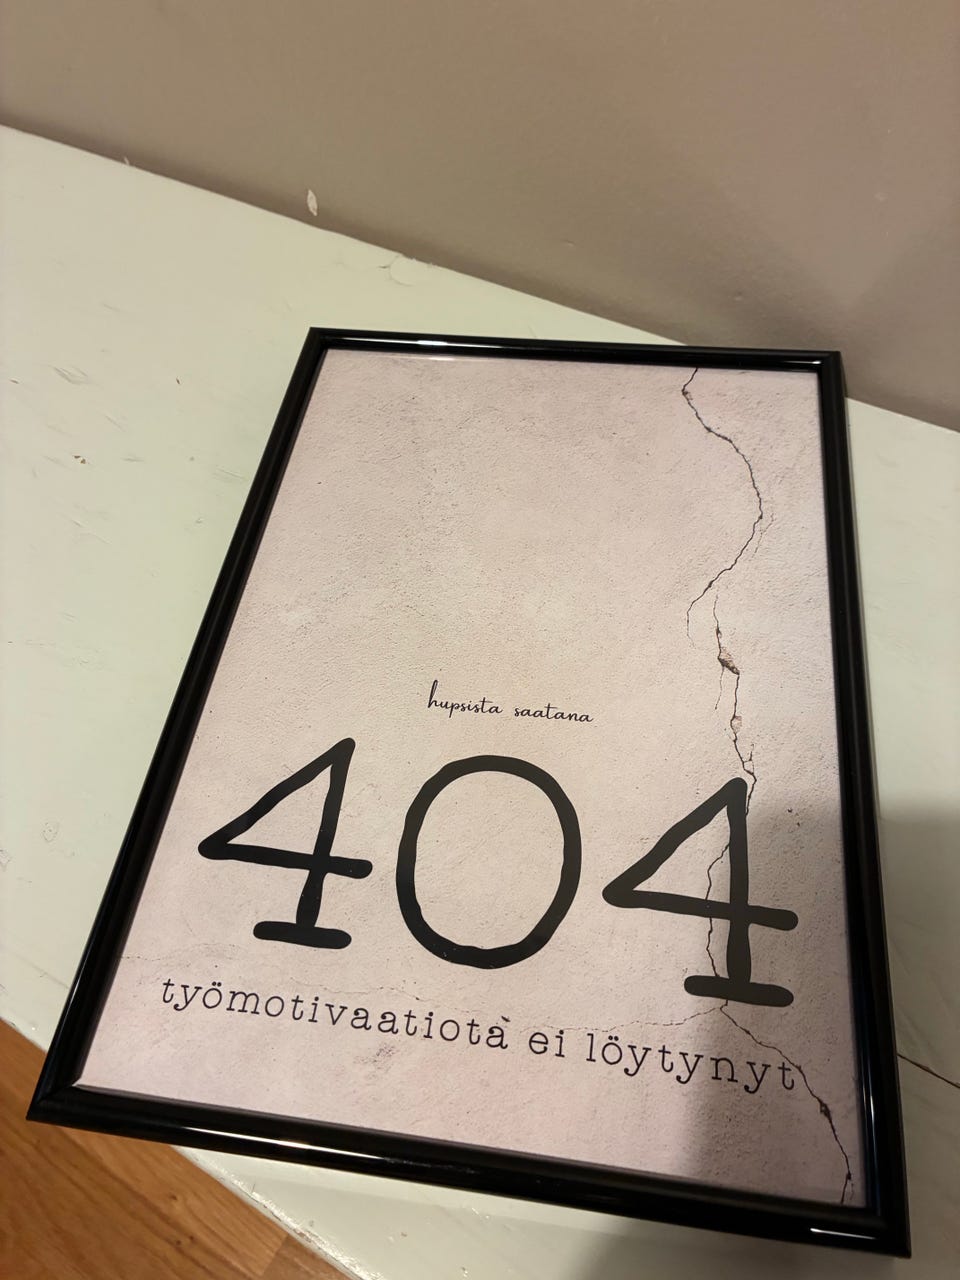 hupsista saatana
404
työmotivaatiota ei löytynyt